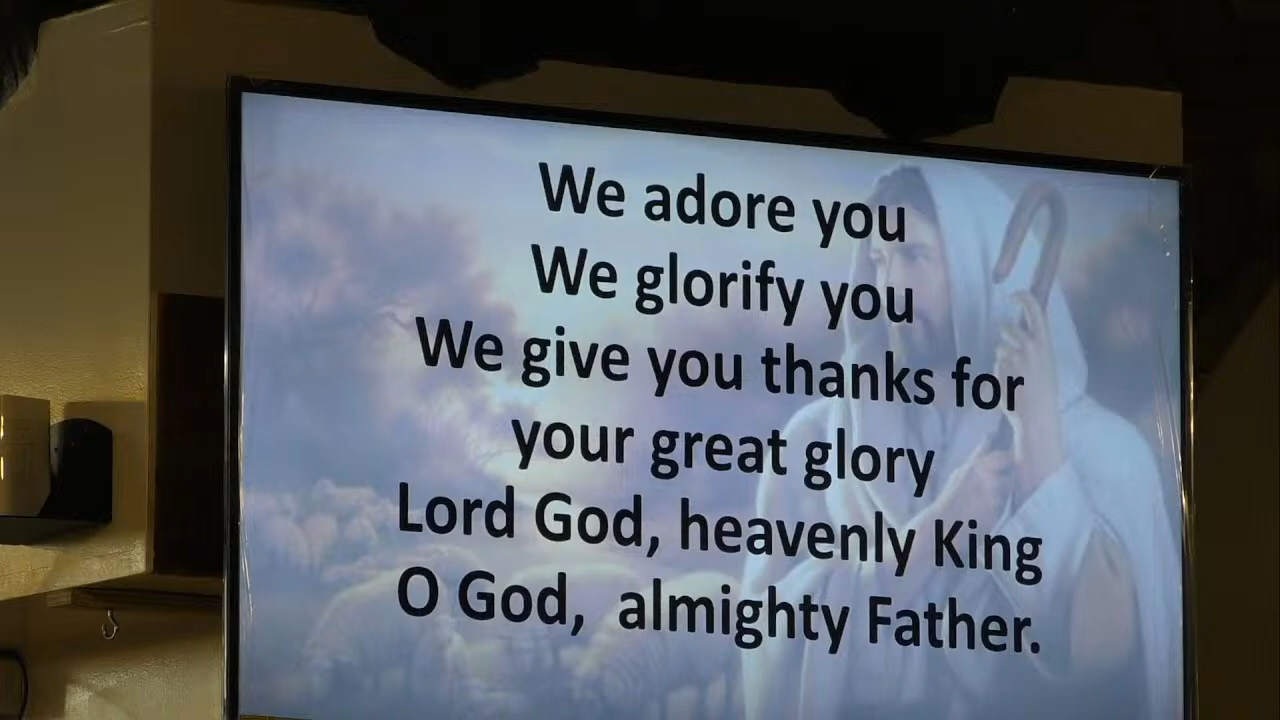 We adore you
We glorify you
We give you thanks for
your great glory
Lord God, heavenly King
O God, almighty Father.